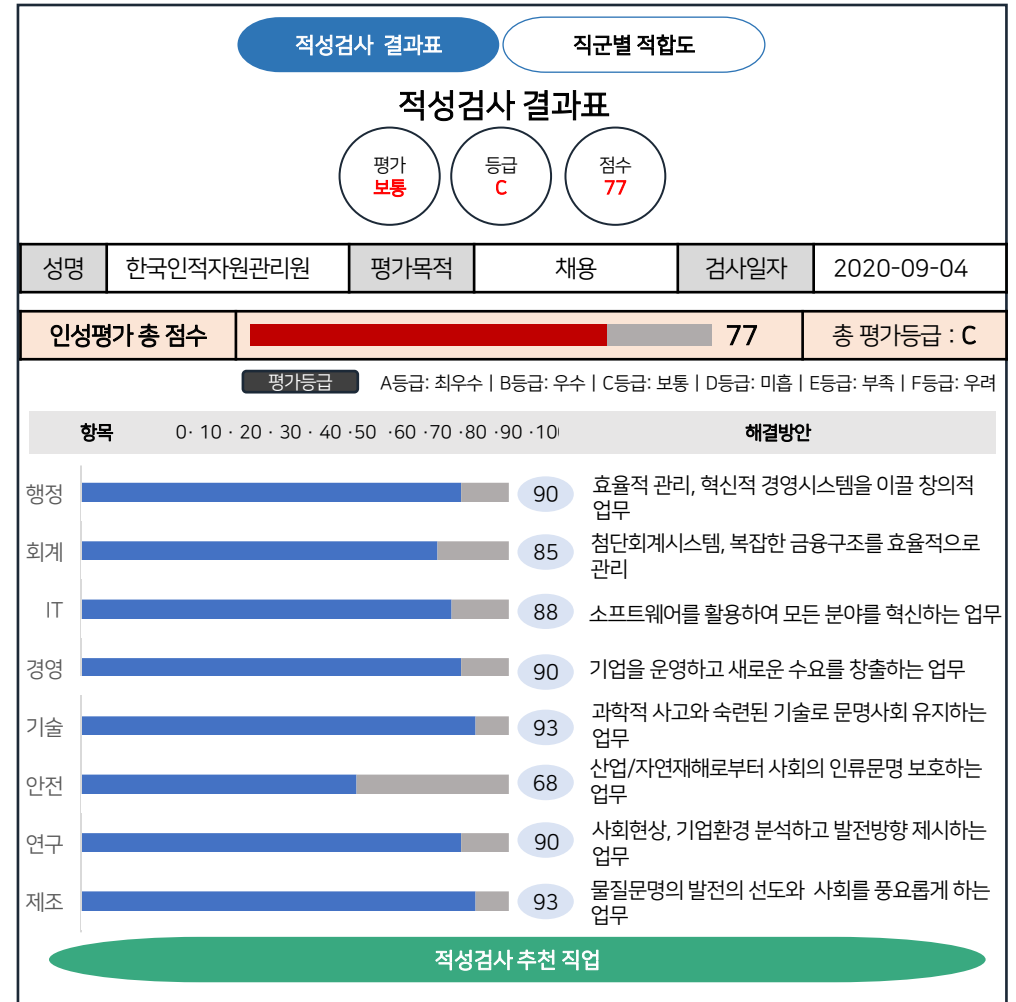 적성검사 결과표
직군별 적합도
적성검사 결과표
평가
보통
등급
C
점수
77
성명 한국인적자원관리원 평가목적 채용 검사일자 2020-09-04
인성평가 총 점수 77 총 평가등급 : C
평가등급 A등급: 최우수 | B등급: 우수 | C등급: 보통 | D등급: 미흡 | E등급: 부족 | F등급: 우려
항목 0· 10 · 20 · 30 · 40 ·50 ·60 ·70 ·80 ·90 ·10 해결방안
행정 90 효율적 관리, 혁신적 경영시스템을 이끌 창의적
업무
회계 85 첨단회계시스템, 복잡한 금융구조를 효율적으로
관리
IT 88 소프트웨어를 활용하여 모든 분야를 혁신하는 업무
경영 90 기업을 운영하고 새로운 수요를 창출하는 업무
기술 93 과학적 사고와 숙련된 기술로 문명사회 유지하는
업무
안전 68 산업/자연재해로부터 사회의 인류문명 보호하는
업무
연구 90 사회현상, 기업환경 분석하고 발전방향 제시하는
업무
제조 93 물질문명의 발전의 선도와 사회를 풍요롭게 하는
업무
적성검사 추천 직업